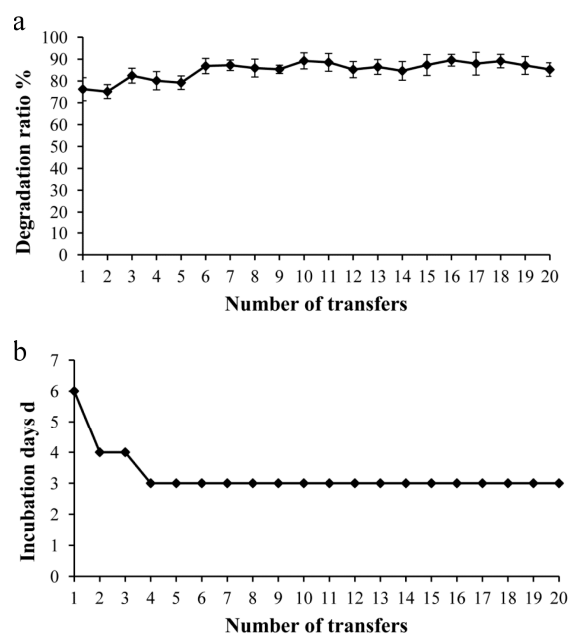 a
Degradation ratio %
100
90
80
70
60
50
40
30
20
10
0
1 2 3 4 5 6 7 8 9 10 11 12 13 14 15 16 17 18 19 20
Number of transfers
b
Incubation days d
7
6
5
4
3
2
1
0
1 2 3 4 5 6 7 8 9 10 11 12 13 14 15 16 17 18 19 20
Number of transfers